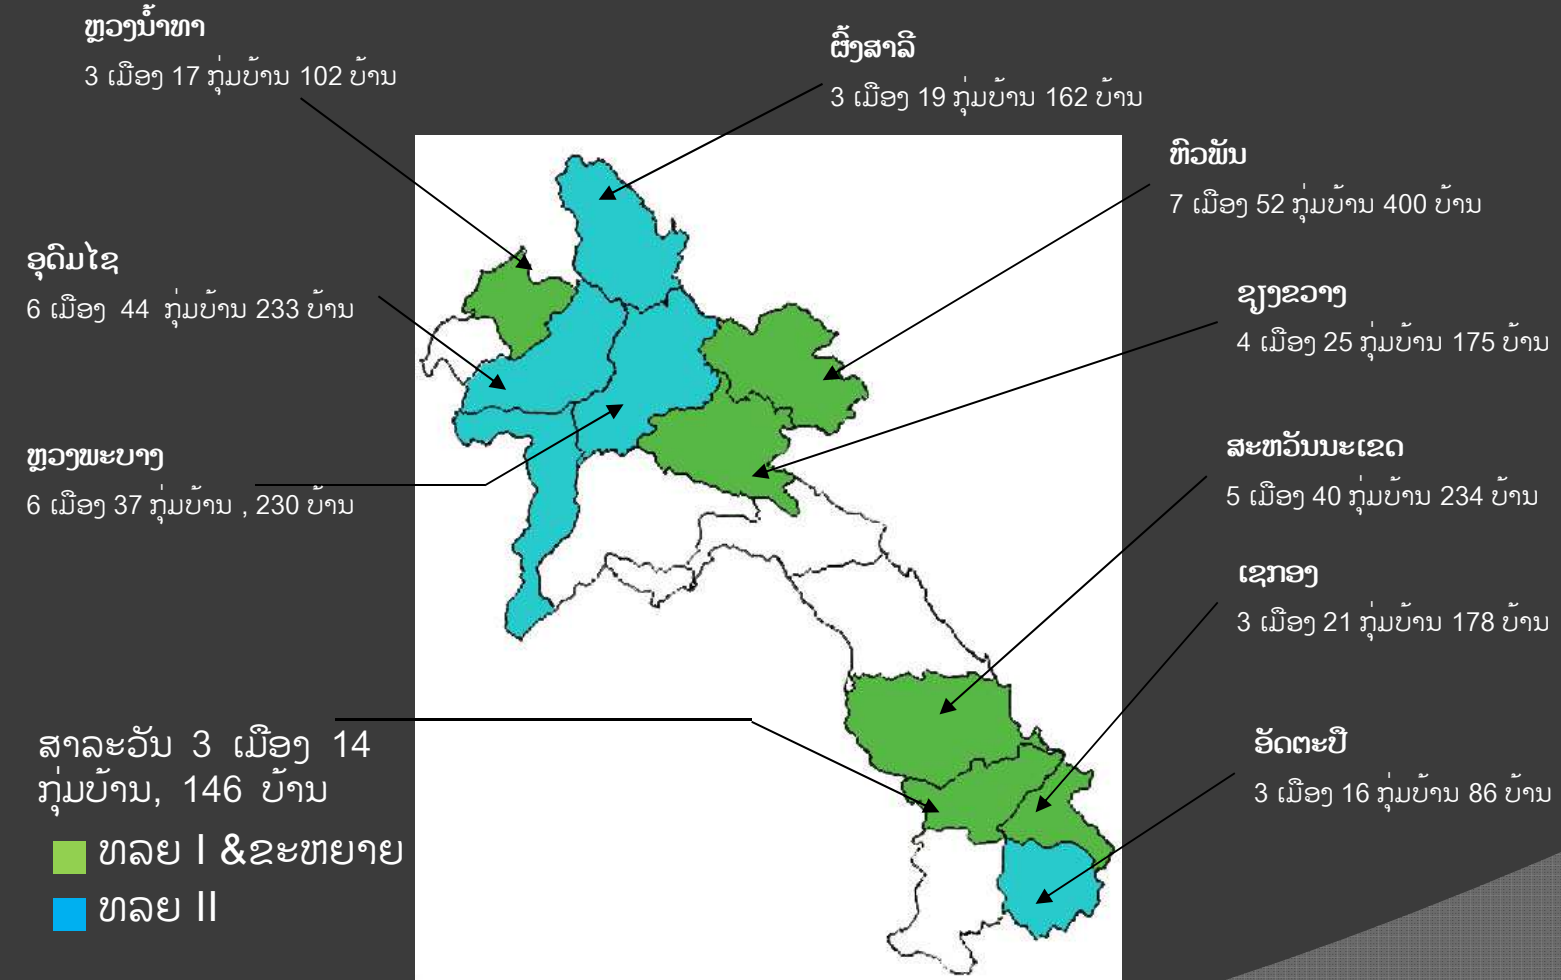 ຫຼວງນ້ຳທາ
3 ເມືອງ 17 ກຸ່ມບ້ານ 102 ບ້ານ
ຜົ້ງສາລີ
3 ເມືອງ 19 ກຸ່ມບ້ານ 162 ບ້ານ
ຫົວພັນ
7 ເມືອງ 52 ກຸ່ມບ້ານ 400 ບ້ານ
ອຸດົມໄຊ
6 ເມືອງ 44 ກຸ່ມບ້ານ 233 ບ້ານ
ຊຽງຂວາງ
4 ເມືອງ 25 ກຸ່ມບ້ານ 175 ບ້ານ
ຫຼວງພະບາງ
6 ເມືອງ 37 ກຸ່ມບ້ານ , 230 ບ້ານ
ສະຫວັນນະເຂດ
5 ເມືອງ 40 ກຸ່ມບ້ານ 234 ບ້ານ
ເຊກອງ
3 ເມືອງ 21 ກຸ່ມບ້ານ 178 ບ້ານ
ອັດຕະປື
3 ເມືອງ 16 ກຸ່ມບ້ານ 86 ບ້ານ
ສາລະວັນ 3 ເມືອງ 14
ກຸ່ມບ້ານ, 146 ບ້ານ
ທລຍ I &ຂະຫຍາຍ
ທລຍ II